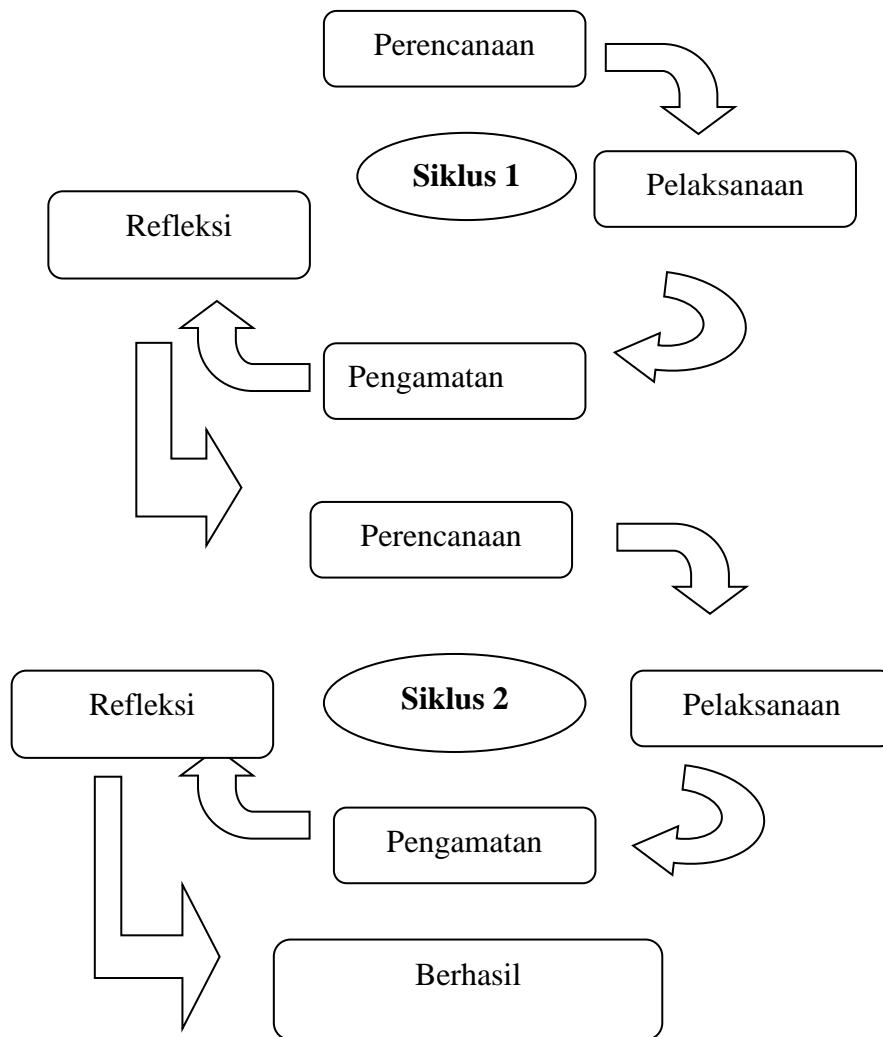 Perencanaan
Siklus 1
Pelaksanaan
Refleksi
Pengamatan
Perencanaan
Siklus 2
Refleksi
Pelaksanaan
Pengamatan
Berhasil